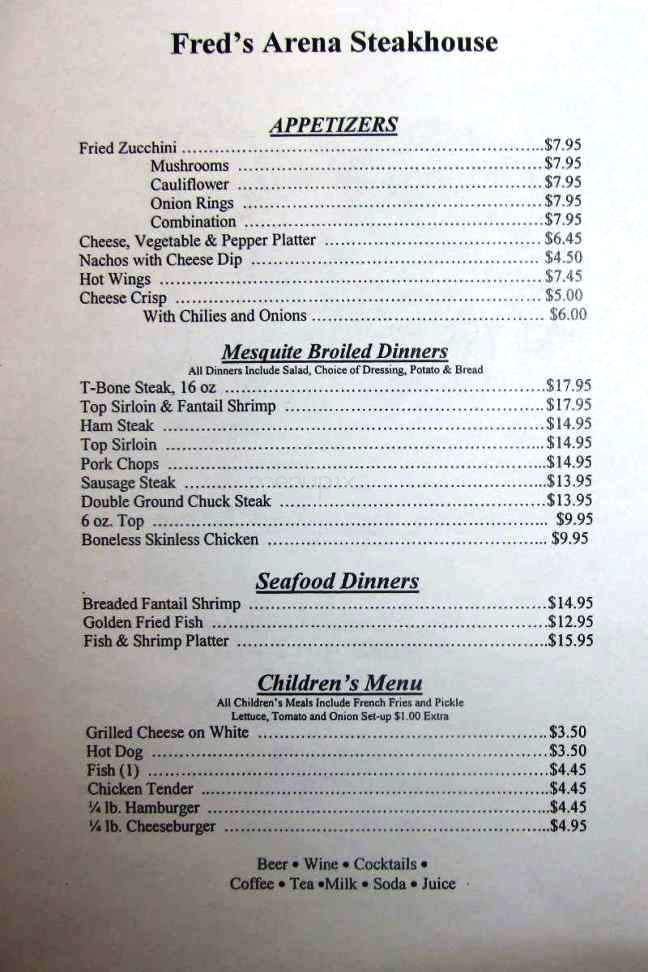 Fred's Arena Steakhouse
APPETIZERS
Fried Zucchini ........ $7.95
Mushrooms ........ $7.95
Cauliflower ........ $7.95
Onion Rings ........ $7.95
Combination ........ $7.95
Cheese, Vegetable & Pepper Platter ........ $6.45
Nachos with Cheese Dip ........ $4.50
Hot Wings ........ $7.45
Cheese Crisp ........ $5.00
With Chilies and Onions ........ $6.00
Mesquite Broiled Dinners
All Dinners Include Salad, Choice of Dressing, Potato & Bread
T-Bone Steak, 16 oz ........ $17.95
Top Sirloin & Fantail Shrimp ........ $17.95
Ham Steak ........ $14.95
Top Sirloin ........ $14.95
Pork Chops ........ $14.95
Sausage Steak ........ $13.95
Double Ground Chuck Steak ........ $13.95
6 oz. Top ........ $9.95
Boneless Skinless Chicken ........ $9.95
Seafood Dinners
Breaded Fantail Shrimp ........ $14.95
Golden Fried Fish ........ $12.95
Fish & Shrimp Platter ........ $15.95
Children's Menu
All Children's Meals Include French Fries and Pickle
Lettuce, Tomato and Onion Set-up $1.00 Extra
Grilled Cheese on White ........ $3.50
Hot Dog ........ $3.50
Fish (1) ........ $4.45
Chicken Tender ........ $4.45
¼ lb. Hamburger ........ $4.45
¼ lb. Cheeseburger ........ $4.95
Beer • Wine • Cocktails •
Coffee • Tea •Milk • Soda • Juice